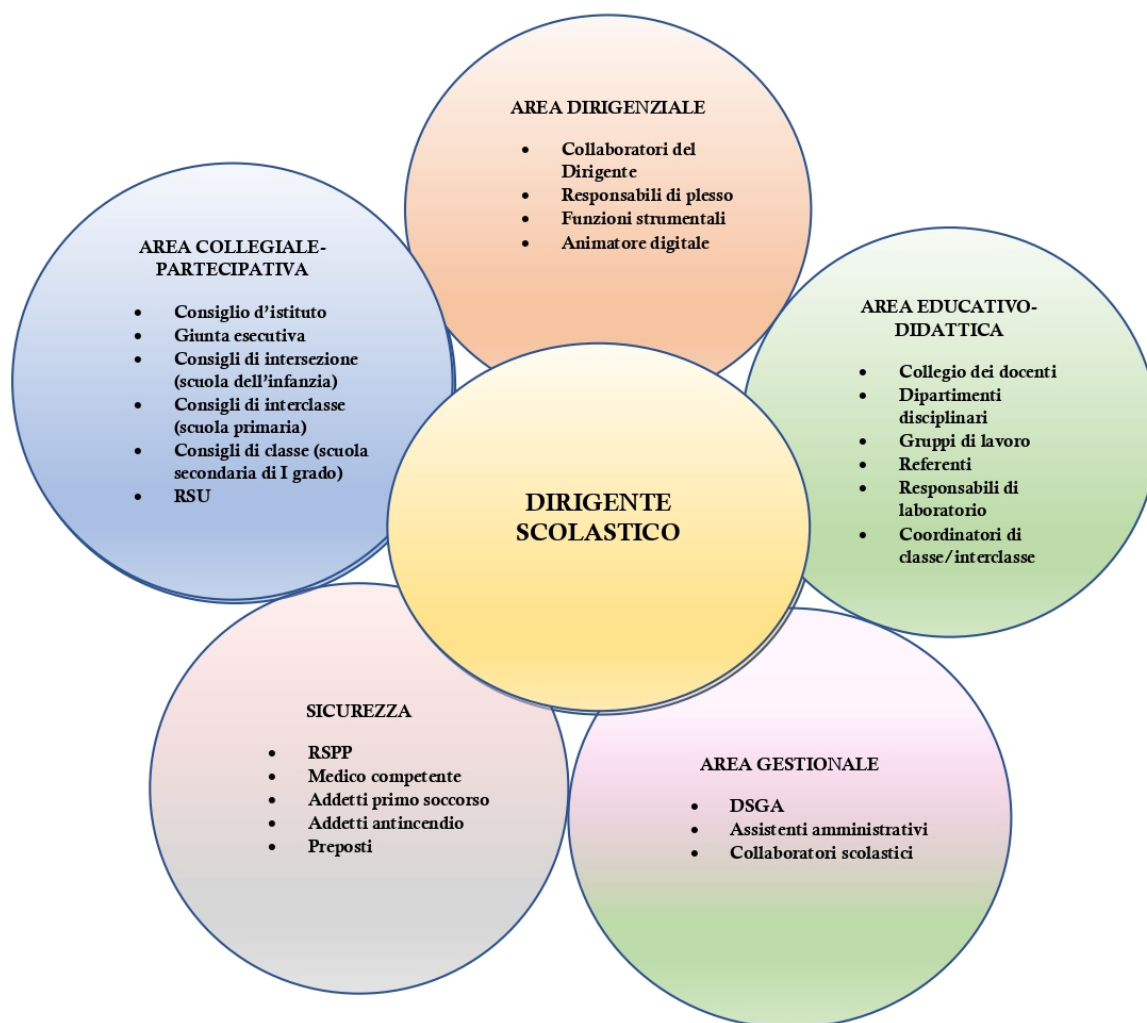 AREA DIRIGENZIALE
• Collaboratori del
Dirigente
• Responsabili di plesso
• Funzioni strumentali
• Animatore digitale
AREA COLLEGIALE-
PARTECIPATIVA
• Consiglio d’istituto
• Giunta esecutiva
• Consigli di intersezione
(scuola dell’infanzia)
• Consigli di interclasse
(scuola primaria)
• Consigli di classe (scuola
secondaria di I grado)
• RSU
AREA EDUCATIVO-
DIDATTICA
• Collegio dei docenti
• Dipartimenti
disciplinari
• Gruppi di lavoro
• Referenti
• Responsabili di
laboratorio
• Coordinatori di
classe/interclasse
DIRIGENTE
SCOLASTICO
SICUREZZA
• RSPP
• Medico competente
• Addetti primo soccorso
• Addetti antincendio
• Preposti
AREA GESTIONALE
• DSGA
• Assistenti amministrativi
• Collaboratori scolastici